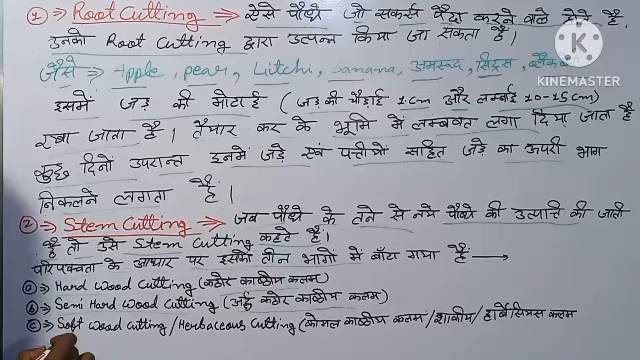 ① Root Cutting → ऐसे पौधे जो सकर्स पैदा करने वाले होते हैं,
उनको Root Cutting द्वारा उत्पन्न किया जा सकता है।
जैसे ⇒ Apple, pear, Litchi, banana, अमरूद, सिट्रस,
इसमें जड़ की मोटाई (जड़ की चौड़ाई 1cm और लम्बाई 10-15cm)
रखा जाता है। तैयार कर के भूमि में लम्बवत लगा दिया जाता है
कुछ दिनों उपरान्त इनमें जड़े एवं पत्तीयों सहित जड़े का ऊपरी भाग
निकलने लगता है।
② Stem Cutting → जब पौधे के तने से नये पौधे की उत्पात्ति की जाती
है तो उसे Stem Cutting कहते हैं।
परिपक्वता के आधार पर इसको तीन भागों में बाँटा गया है →
ⓐ Hard Wood Cutting (कठोर काष्ठीय कलम)
ⓑ Semi Hard Wood Cutting (अर्द्ध कठोर काष्ठीय कलम)
ⓒ Soft Wood Cutting / Herbaceous Cutting (कोमल काष्ठीय कलम / शाकीय / हार्बेसियस कलम
KINEMASTER